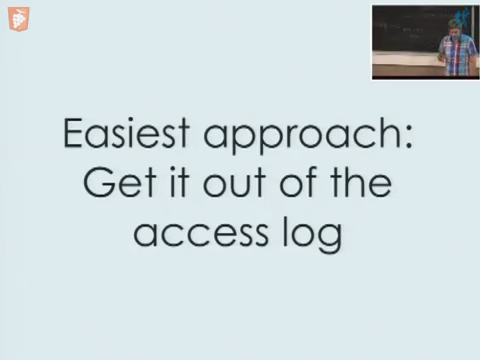 Easiest approach:
Get it out of the
access log